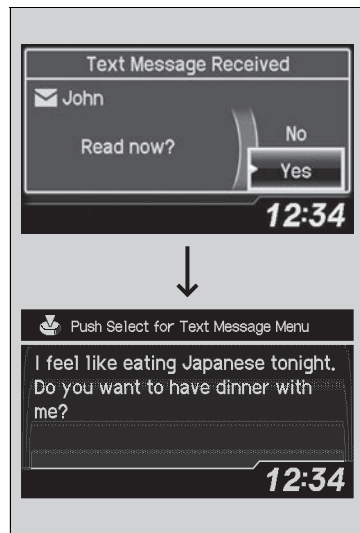 Text Message Received
John
Read now?
No
Yes
12:34
Push Select for Text Message Menu
I feel like eating Japanese tonight.
Do you want to have dinner with
me?
12:34